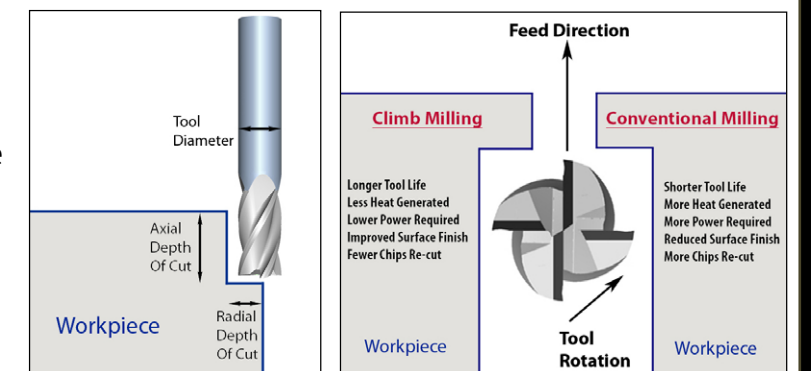 e
Tool
Diameter
Axial
Depth
Of Cut
Workpiece
Radial
Depth
Of Cut
Feed Direction
Climb Milling
Conventional Milling
Longer Tool Life
Less Heat Generated
Lower Power Required
Improved Surface Finish
Fewer Chips Re-cut
Shorter Tool Life
More Heat Generated
More Power Required
Reduced Surface Finish
More Chips Re-cut
Workpiece
Tool
Rotation
Workpiece